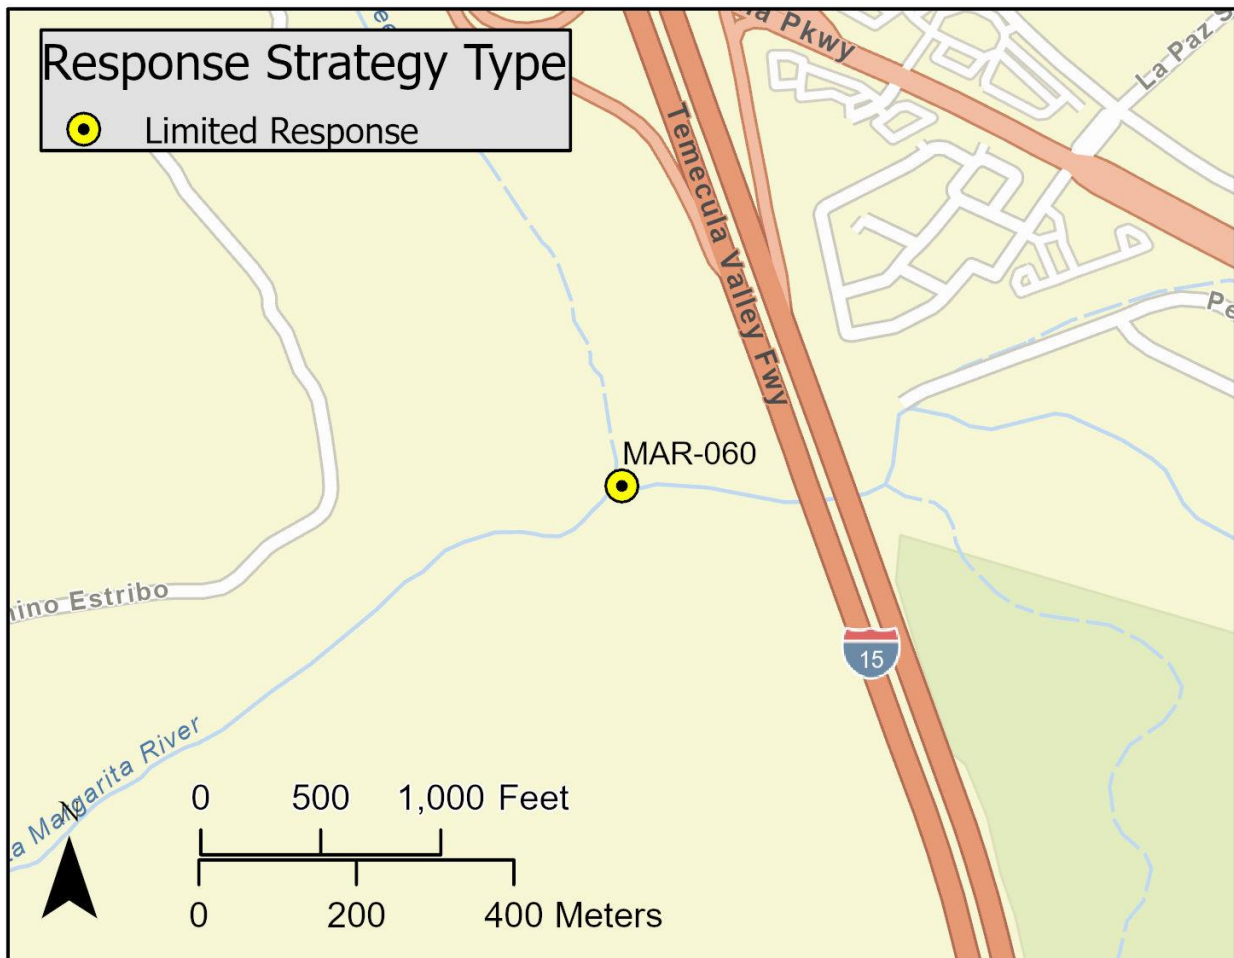 Response Strategy Type
Limited Response
Pkwy
La Paz S
Temecula Valley Fwy
Pe
MAR-060
ino Estribo
15
a Margarita River
N
0 500 1,000 Feet
0 200 400 Meters